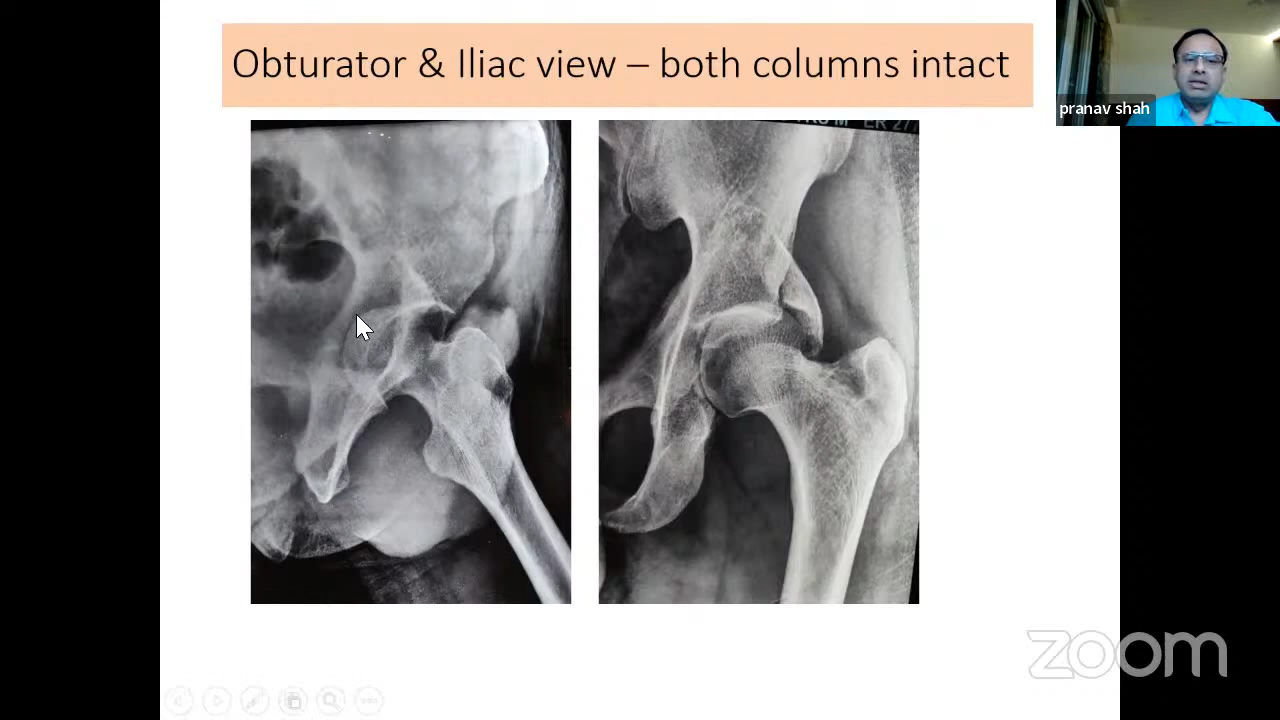 Obturator & Iliac view – both columns intact
pranav shah
zoom